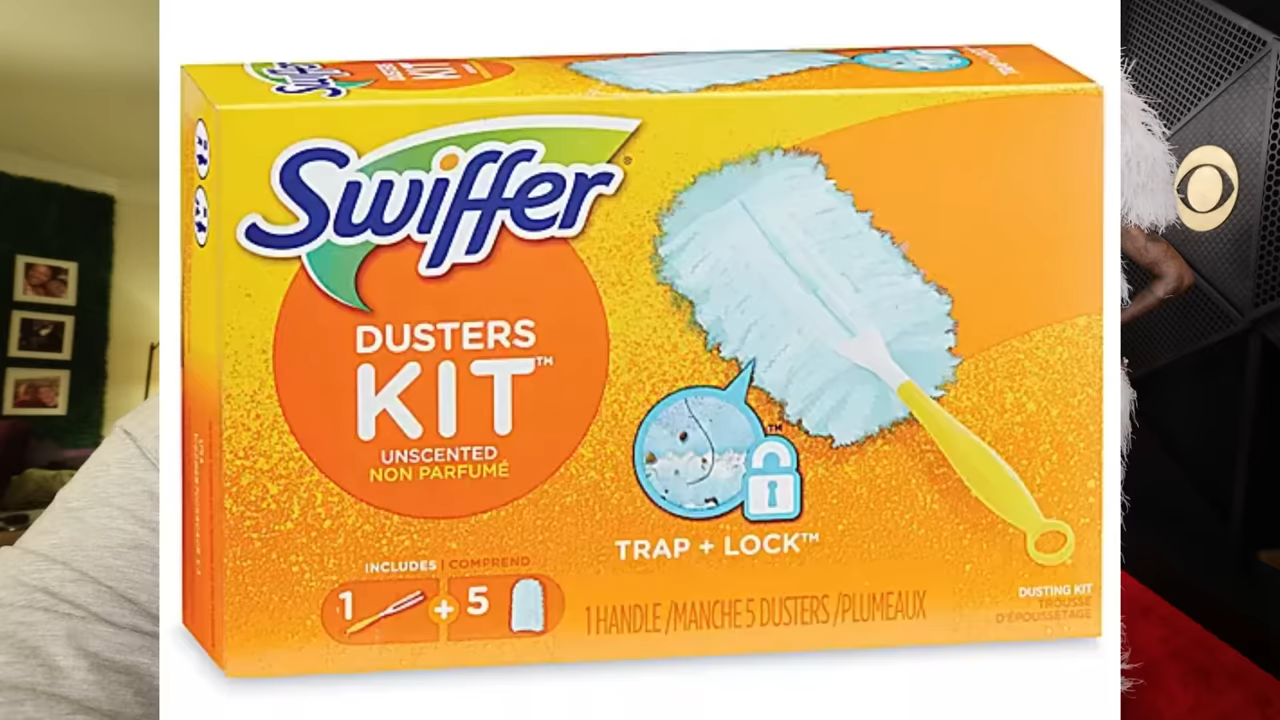 Swiffer®
DUSTERS
KIT™
UNSCENTED
NON PARFUMÉ
TRAP + LOCK™
INCLUDES | COMPREND
1 + 5
1 HANDLE / MANCHE 5 DUSTERS / PLUMEAUX
DUSTING KIT
TROUSSE
D'ÉPOUSSETAGE